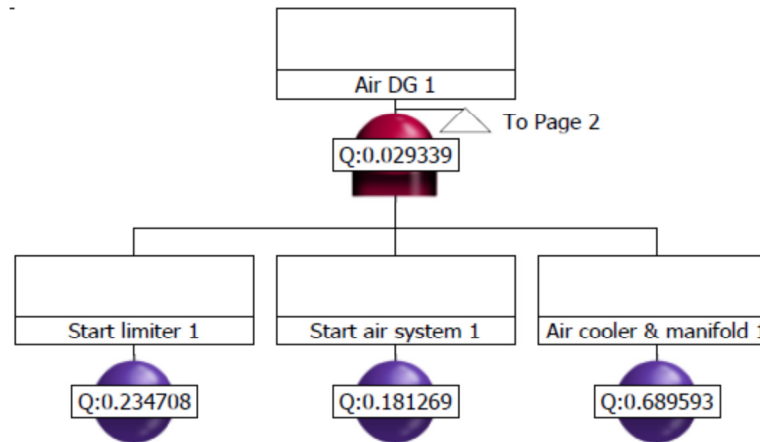 Air DG 1
To Page 2
Q:0.029339
Start limiter 1
Start air system 1
Air cooler & manifold 1
Q:0.234708
Q:0.181269
Q:0.689593